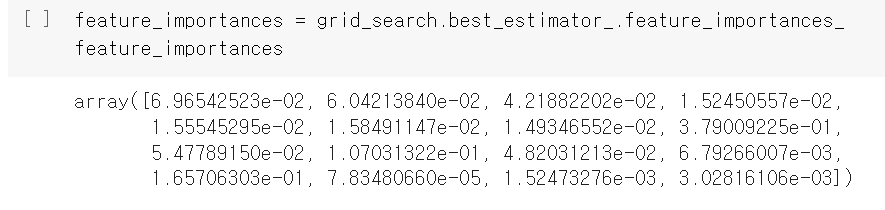 [ ] feature_importances = grid_search.best_estimator_.feature_importances_
feature_importances
array([6.96542523e-02, 6.04213840e-02, 4.21882202e-02, 1.52450557e-02,
1.55545295e-02, 1.58491147e-02, 1.49346552e-02, 3.79009225e-01,
5.47789150e-02, 1.07031322e-01, 4.82031213e-02, 6.79266007e-03,
1.65706303e-01, 7.83480660e-05, 1.52473276e-03, 3.02816106e-03])